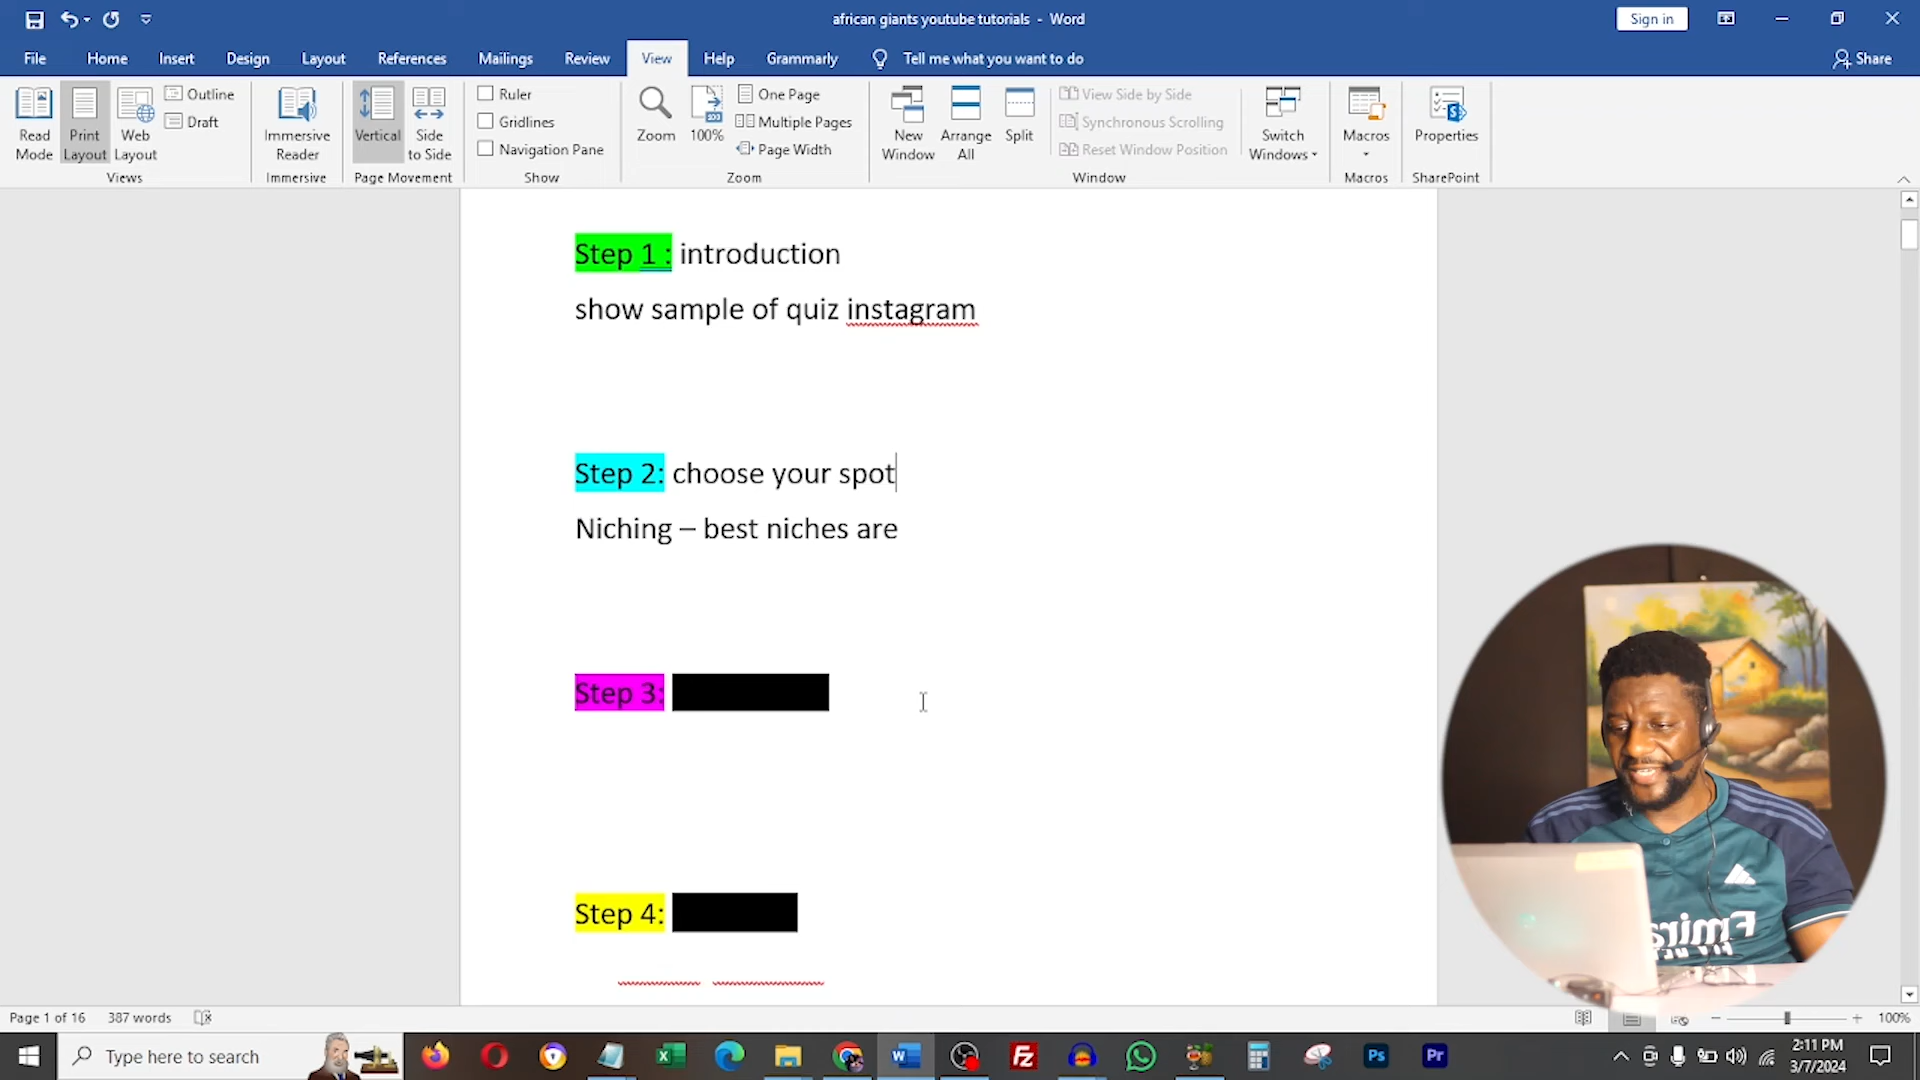 african giants youtube tutorials - Word
Sign in
File Home Insert Design Layout References Mailings Review View Help Grammarly Tell me what you want to do Share
Read Mode
Print Layout
Web Layout
Outline
Draft
Views
Immersive Reader
Immersive
Vertical
Side to Side
Page Movement
Ruler
Gridlines
Navigation Pane
Show
Zoom
100%
One Page
Multiple Pages
Page Width
Zoom
New Window
Arrange All
Split
View Side by Side
Synchronous Scrolling
Reset Window Position
Window
Switch Windows
Macros
Macros
Properties
SharePoint
Step 1 : introduction
show sample of quiz instagram
Step 2: choose your spot
Niching – best niches are
Step 3:
Step 4:
Page 1 of 16 387 words
100%
Type here to search
Ps
Pr
2:11 PM
3/7/2024